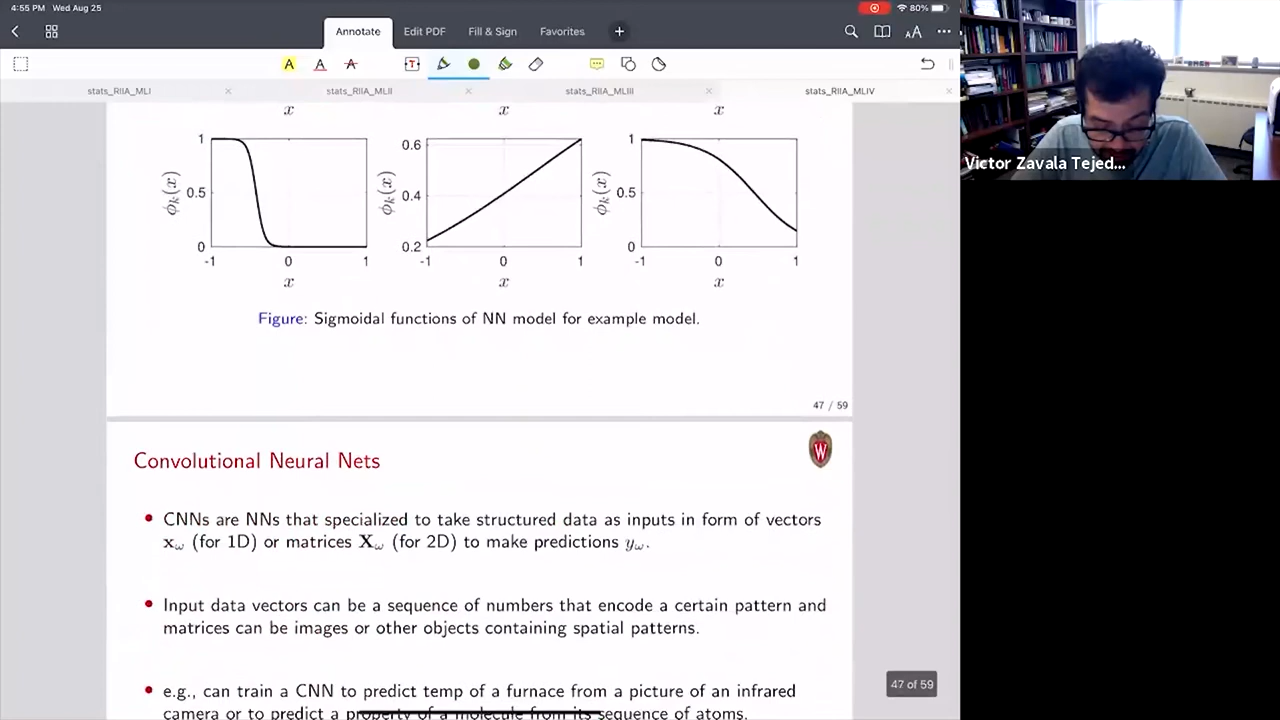 4:55 PM Wed Aug 25
80%
Annotate Edit PDF Fill & Sign Favorites
stats_RIIA_MLI stats_RIIA_MLII stats_RIIA_MLIII stats_RIIA_MLIV
x x x
1 0.5 0 -1 0 1 ϕk(x) x
0.6 0.4 0.2 -1 0 1 ϕk(x) x
1 0.5 0 -1 0 1 ϕk(x) x
Figure: Sigmoidal functions of NN model for example model.
47 / 59
Convolutional Neural Nets
W
• CNNs are NNs that specialized to take structured data as inputs in form of vectors
xω (for 1D) or matrices Xω (for 2D) to make predictions yω.
• Input data vectors can be a sequence of numbers that encode a certain pattern and
matrices can be images or other objects containing spatial patterns.
• e.g., can train a CNN to predict temp of a furnace from a picture of an infrared
camera or to predict a property of a molecule from its sequence of atoms.
47 of 59
Victor Zavala Tejed...